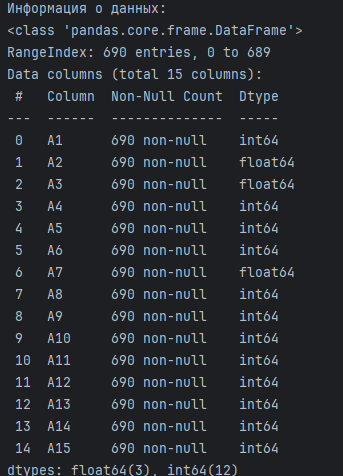 Информация о данных:
<class 'pandas.core.frame.DataFrame'>
RangeIndex: 690 entries, 0 to 689
Data columns (total 15 columns):
 #   Column  Non-Null Count  Dtype
---  ------  --------------  -----
 0   A1      690 non-null    int64
 1   A2      690 non-null    float64
 2   A3      690 non-null    float64
 3   A4      690 non-null    int64
 4   A5      690 non-null    int64
 5   A6      690 non-null    int64
 6   A7      690 non-null    float64
 7   A8      690 non-null    int64
 8   A9      690 non-null    int64
 9   A10     690 non-null    int64
 10  A11     690 non-null    int64
 11  A12     690 non-null    int64
 12  A13     690 non-null    int64
 13  A14     690 non-null    int64
 14  A15     690 non-null    int64
dtypes: float64(3), int64(12)